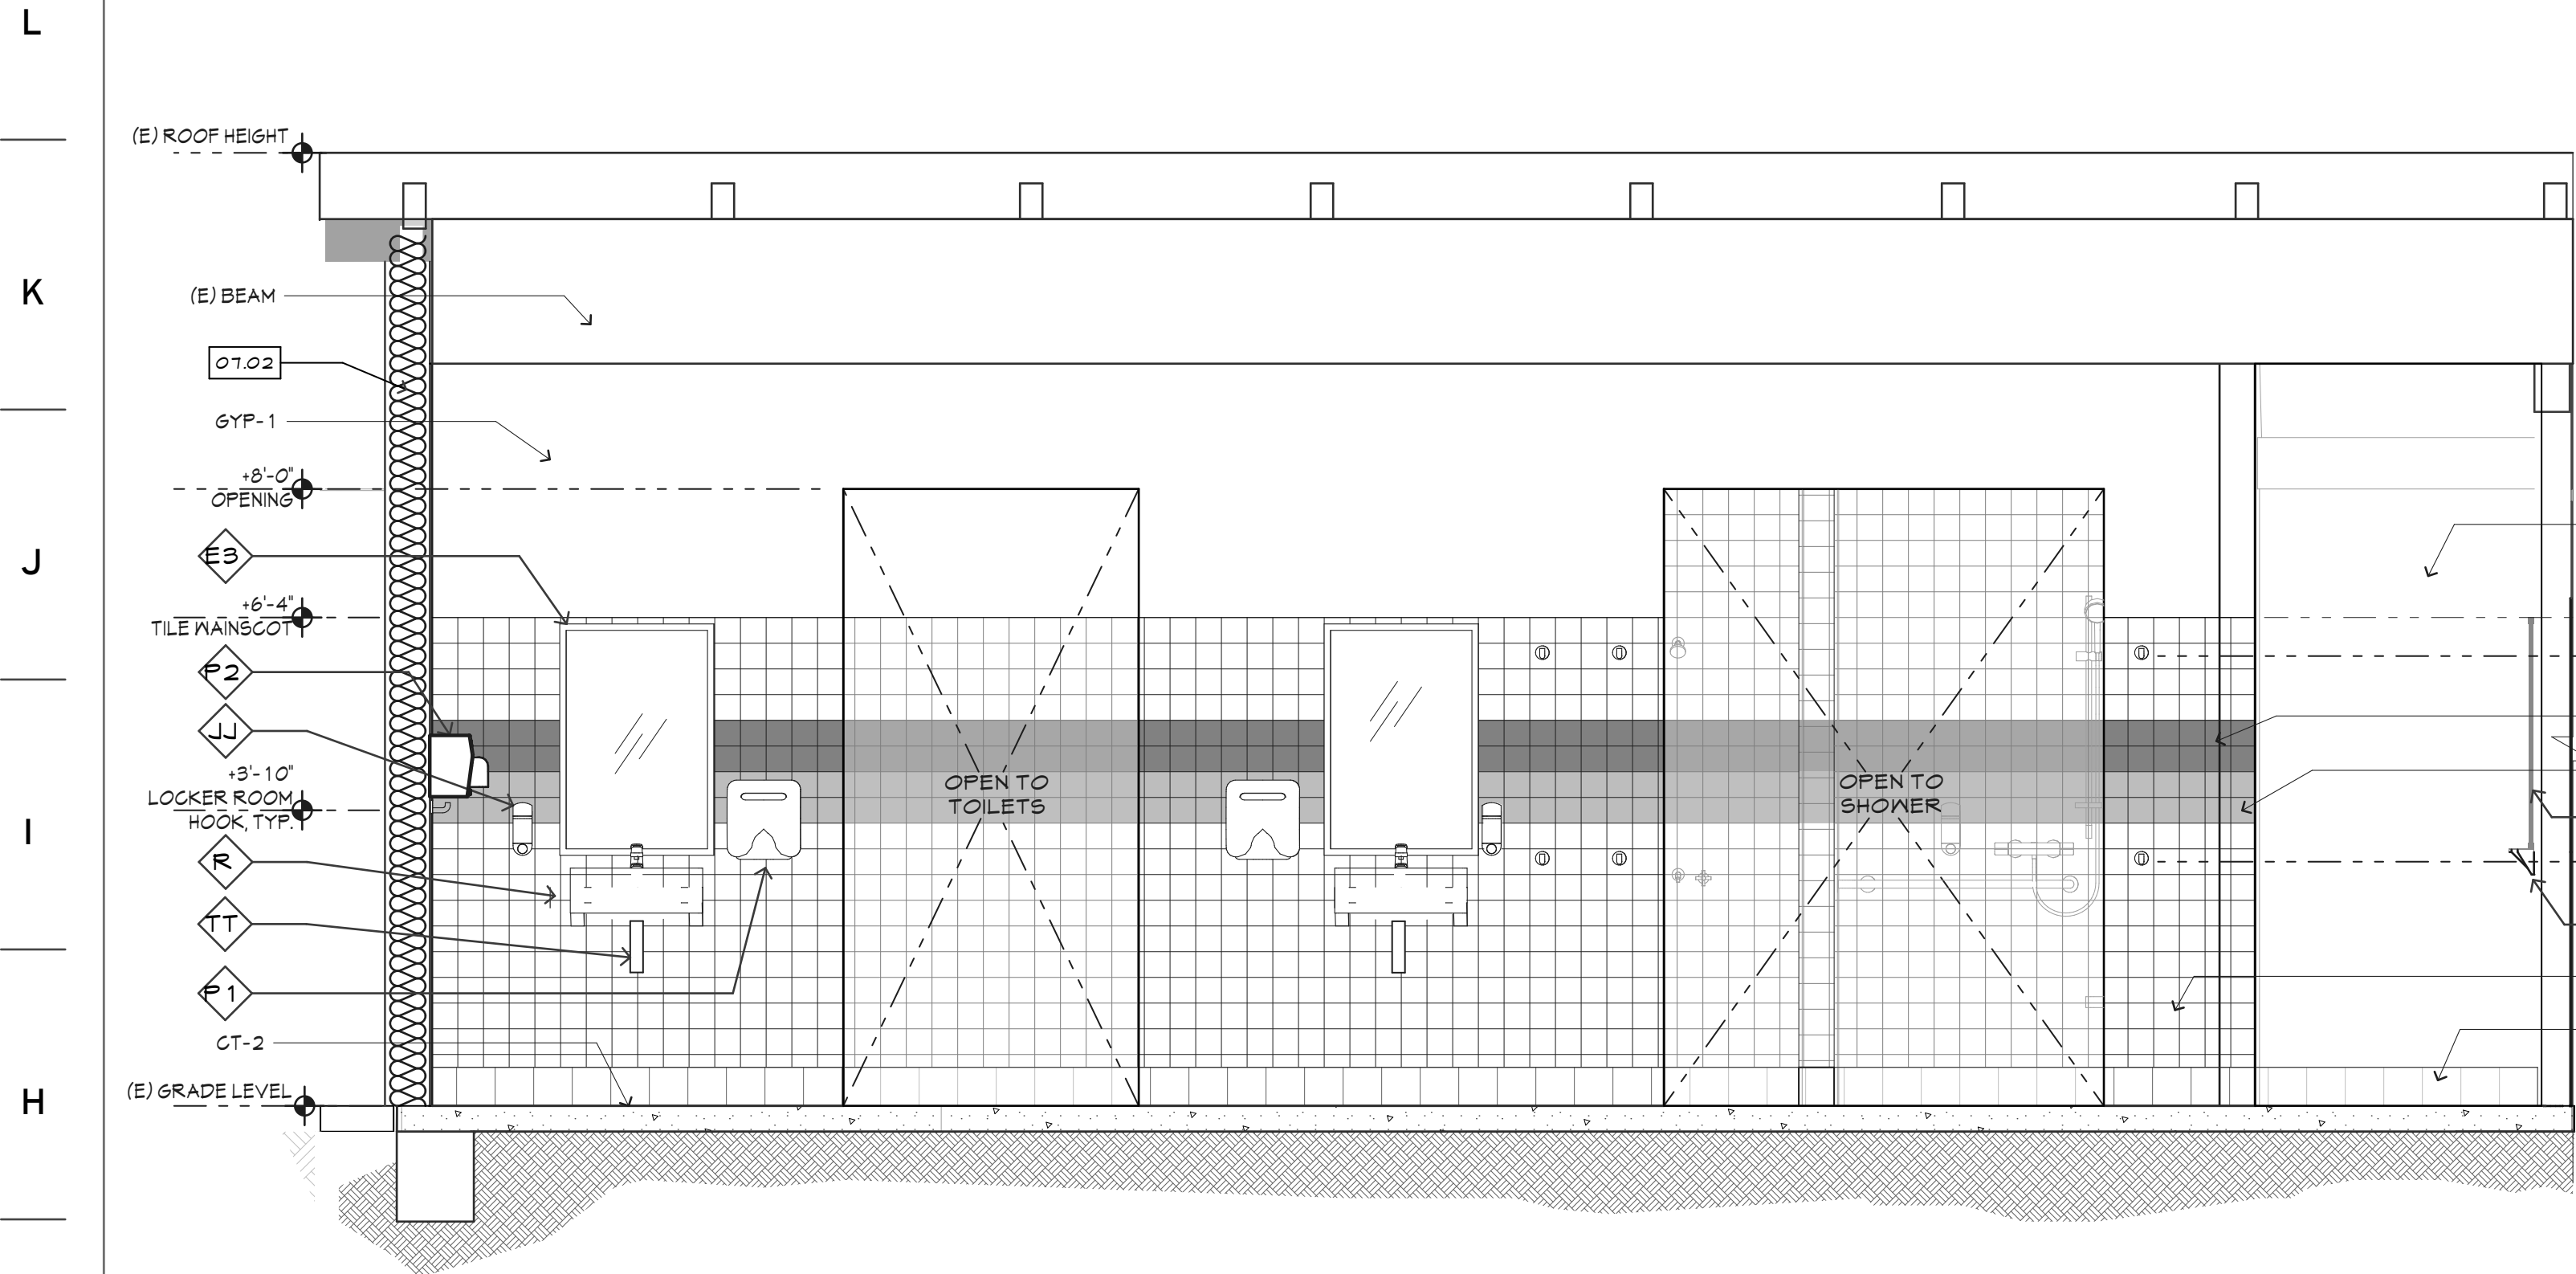 L
(E) ROOF HEIGHT
K
(E) BEAM
07.02
GYP-1
+8'-0"
OPENING
J
E3
+6'-4"
TILE WAINSCOT
P2
JJ
+3'-10"
LOCKER ROOM
HOOK, TYP.
I
R
TT
P1
CT-2
(E) GRADE LEVEL
H
OPEN TO
TOILETS
OPEN TO
SHOWER